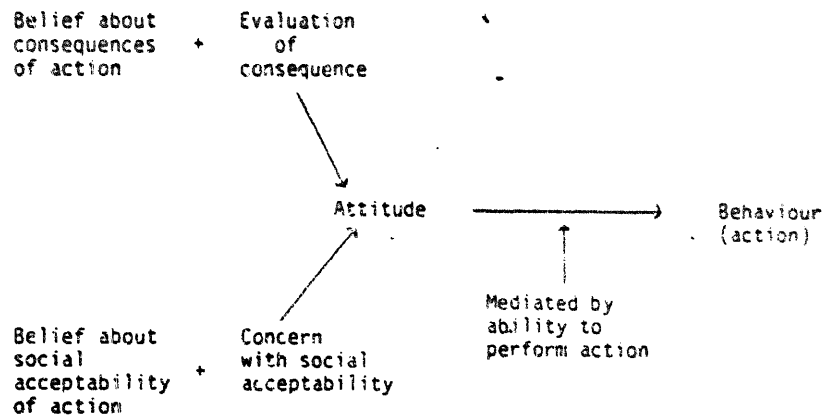 Belief about
consequences
of action
+
Evaluation
of
consequence
Attitude
Behaviour
(action)
Mediated by
ability to
perform action
Belief about
social
acceptability
of action
+
Concern
with social
acceptability